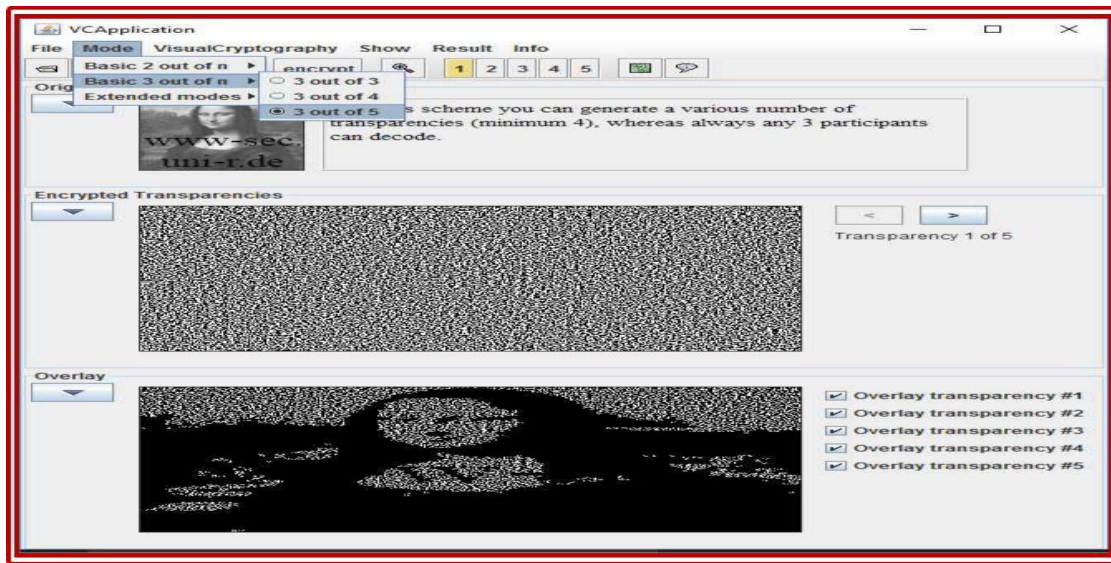 VCApplication
File Mode VisualCryptography Show Result Info
Basic 2 out of n encrypt 1 2 3 4 5
Basic 3 out of n 3 out of 3
Orig
Extended modes 3 out of 4
3 out of 5 s scheme you can generate a various number of
transparencies (minimum 4), whereas always any 3 participants
can decode.
www-sec.
uni-r.de
Encrypted Transparencies
< >
Transparency 1 of 5
Overlay
Overlay transparency #1
Overlay transparency #2
Overlay transparency #3
Overlay transparency #4
Overlay transparency #5